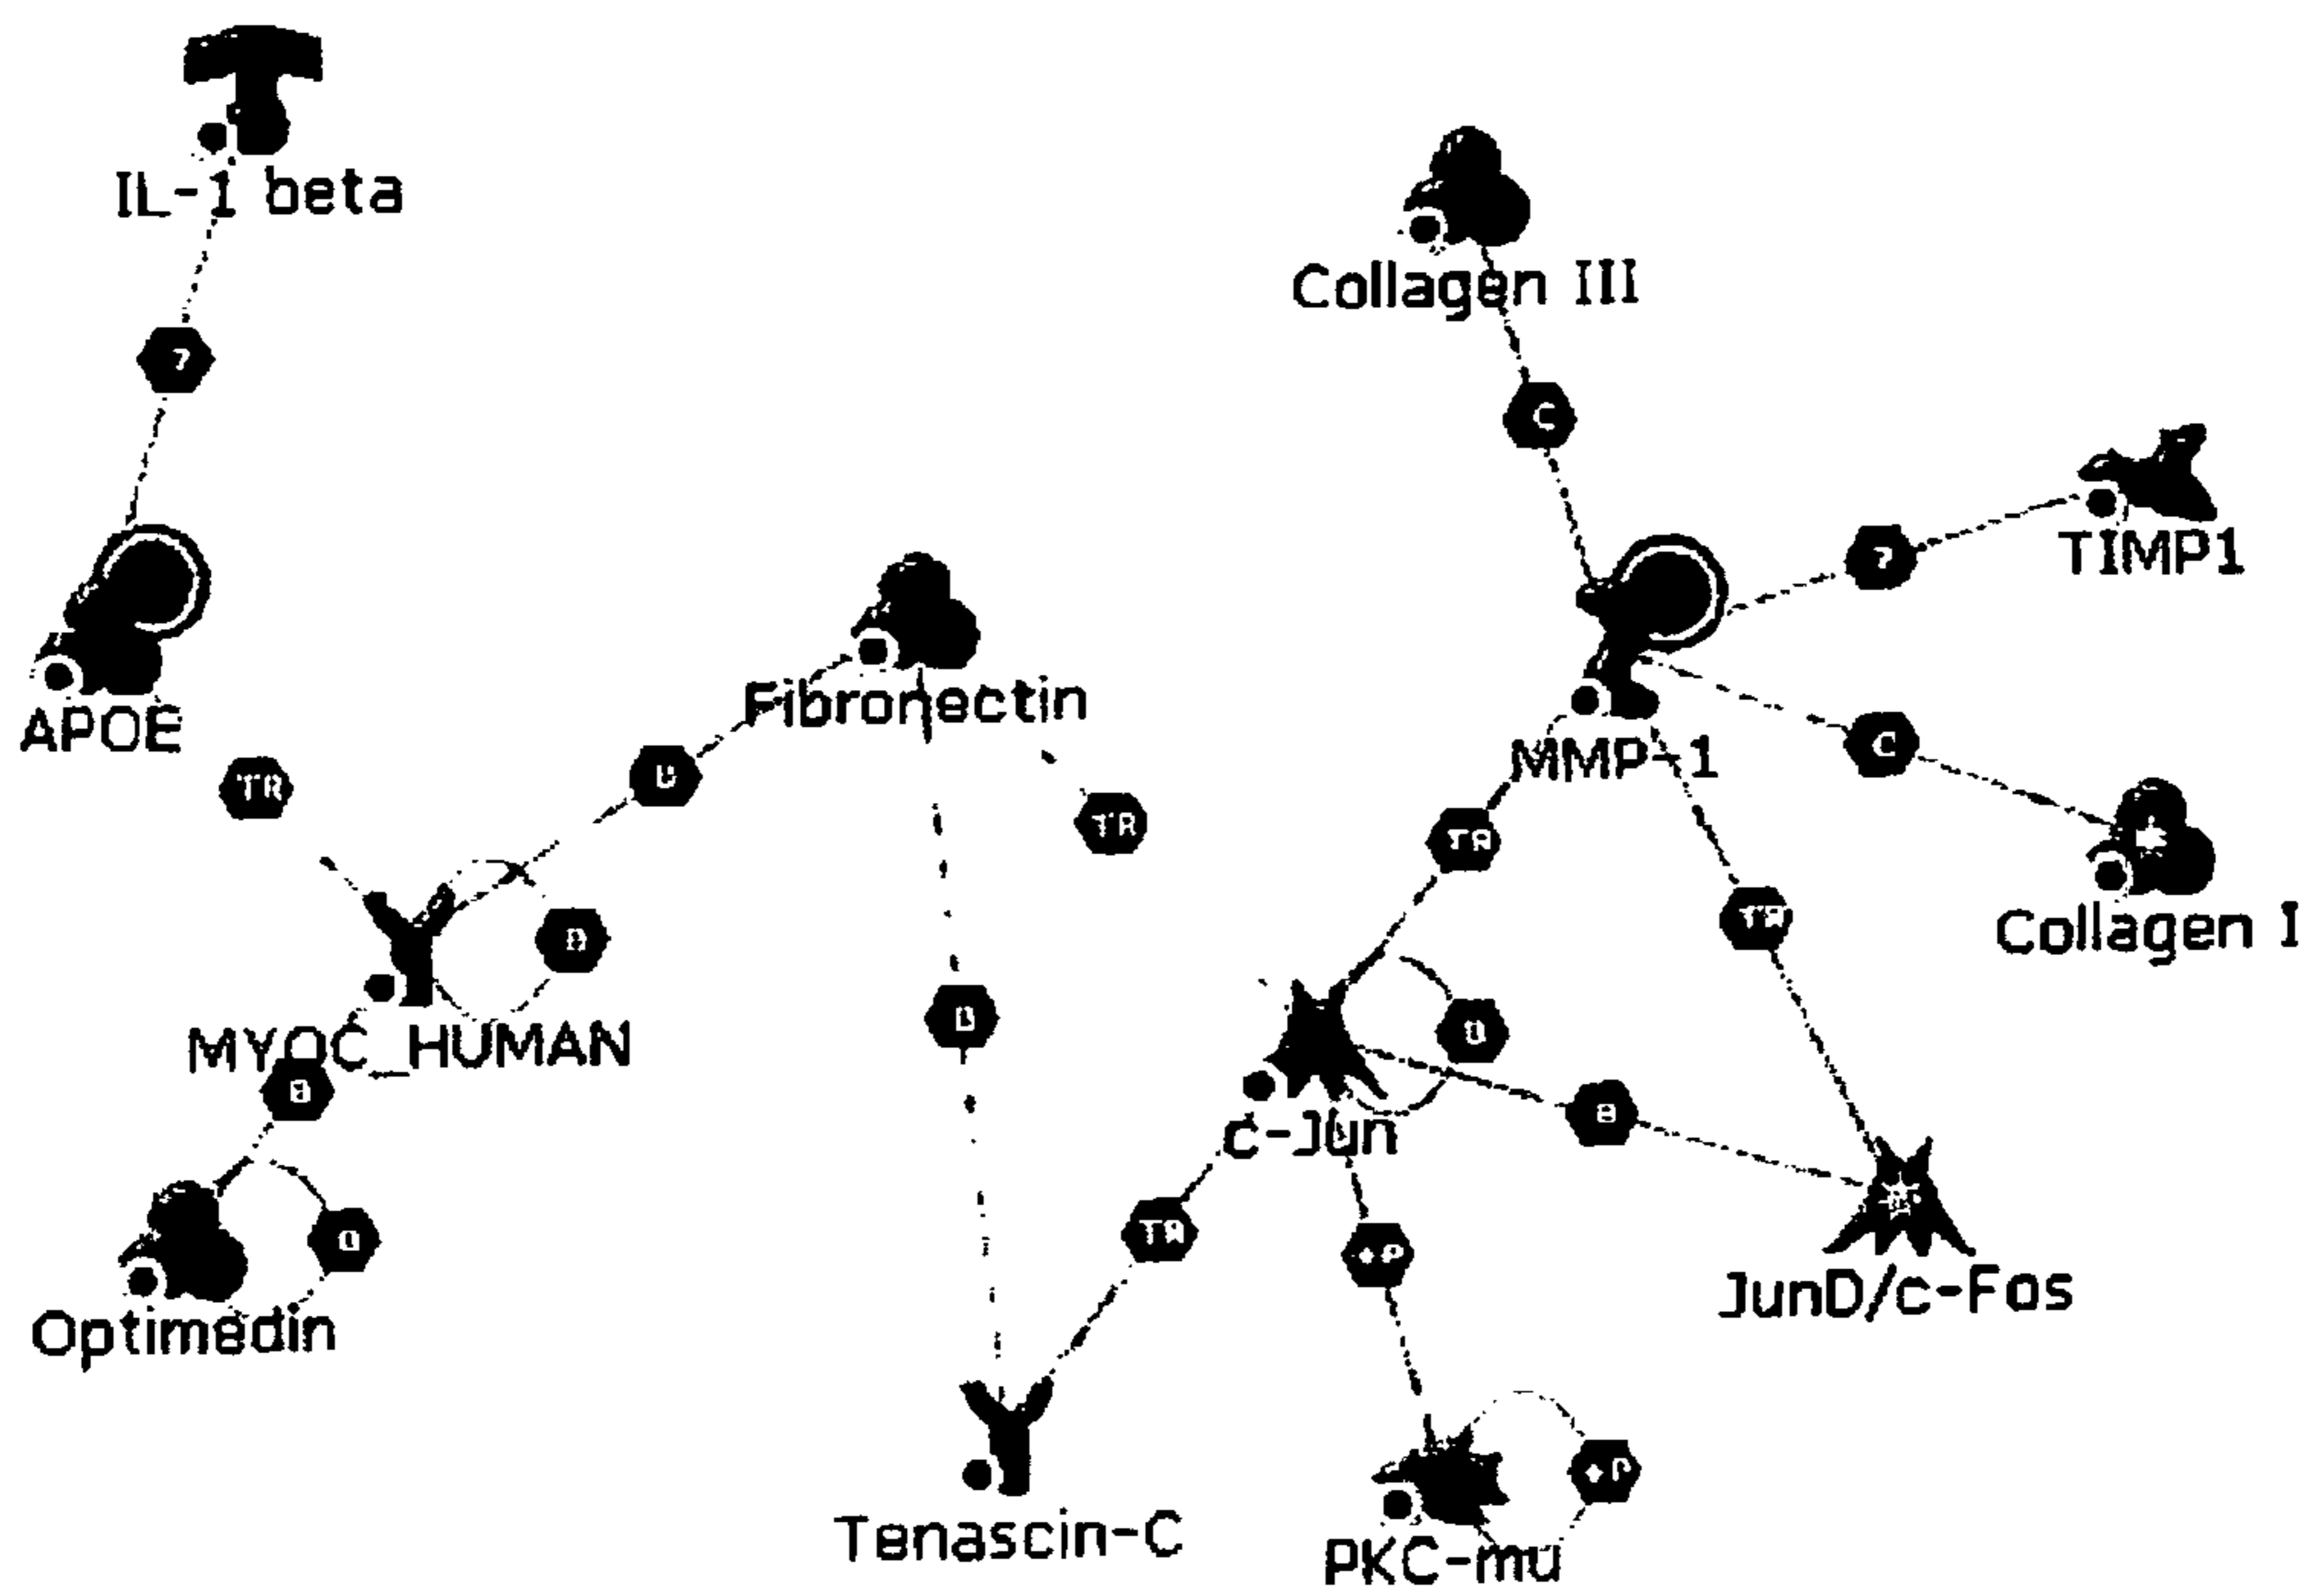 IL-1 beta
Collagen III
?
C
TIMP1
?
APOE
Fibronectin
MMP-1
C
TR
B
TR
TR
TR
Collagen I
B
MYOC_HUMAN
B
B
c-Jun
B
JunD/c-Fos
TR
+P
Optimedin
+P
Tenascin-C
PKC-mu